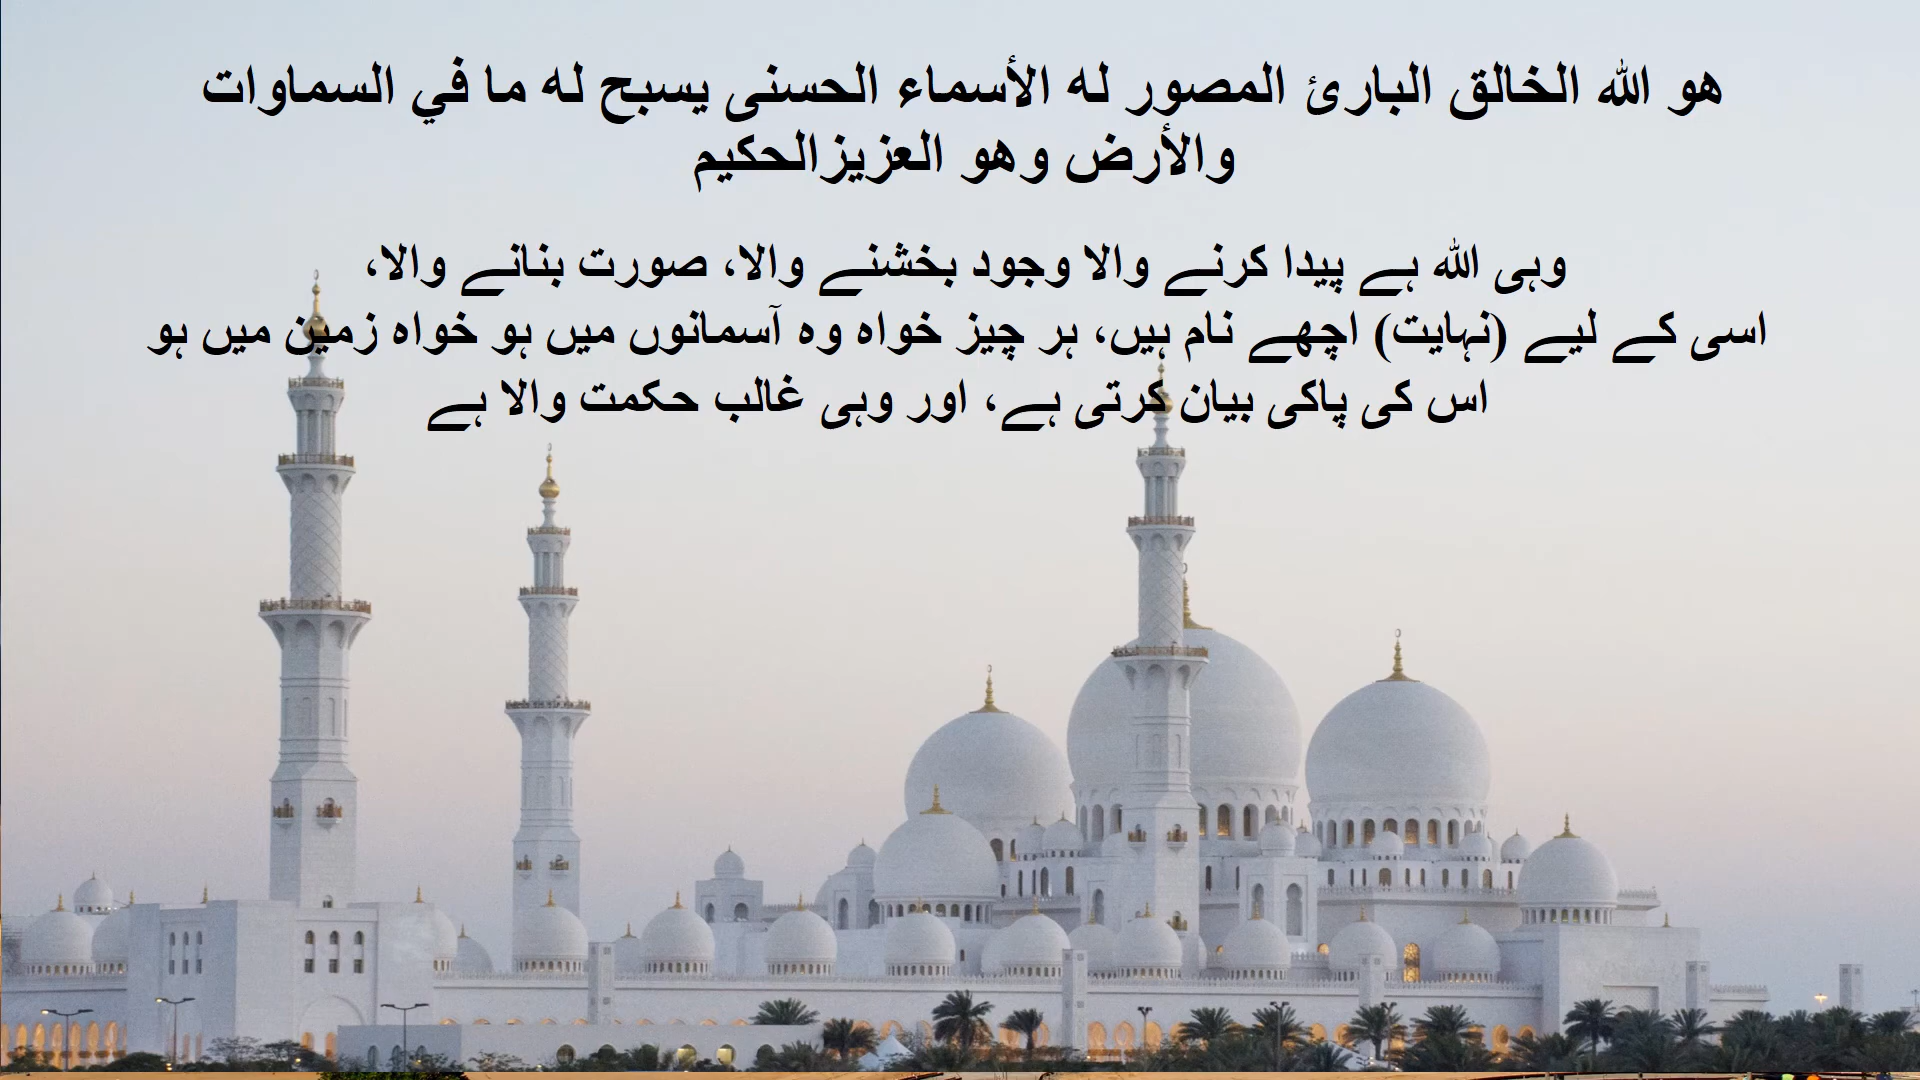 هو الله الخالق البارئ المصور له الأسماء الحسنى يسبح له ما في السماوات
والأرض وهو العزيزالحكيم
وہی الله ہے پیدا کرنے والا وجود بخشنے والا، صورت بنانے والا،
اسی کے لیے (نہایت) اچھے نام ہیں، ہر چیز خواہ وہ آسمانوں میں ہو خواہ زمین میں ہو
اس کی پاکی بیان کرتی ہے، اور وہی غالب حکمت والا ہے